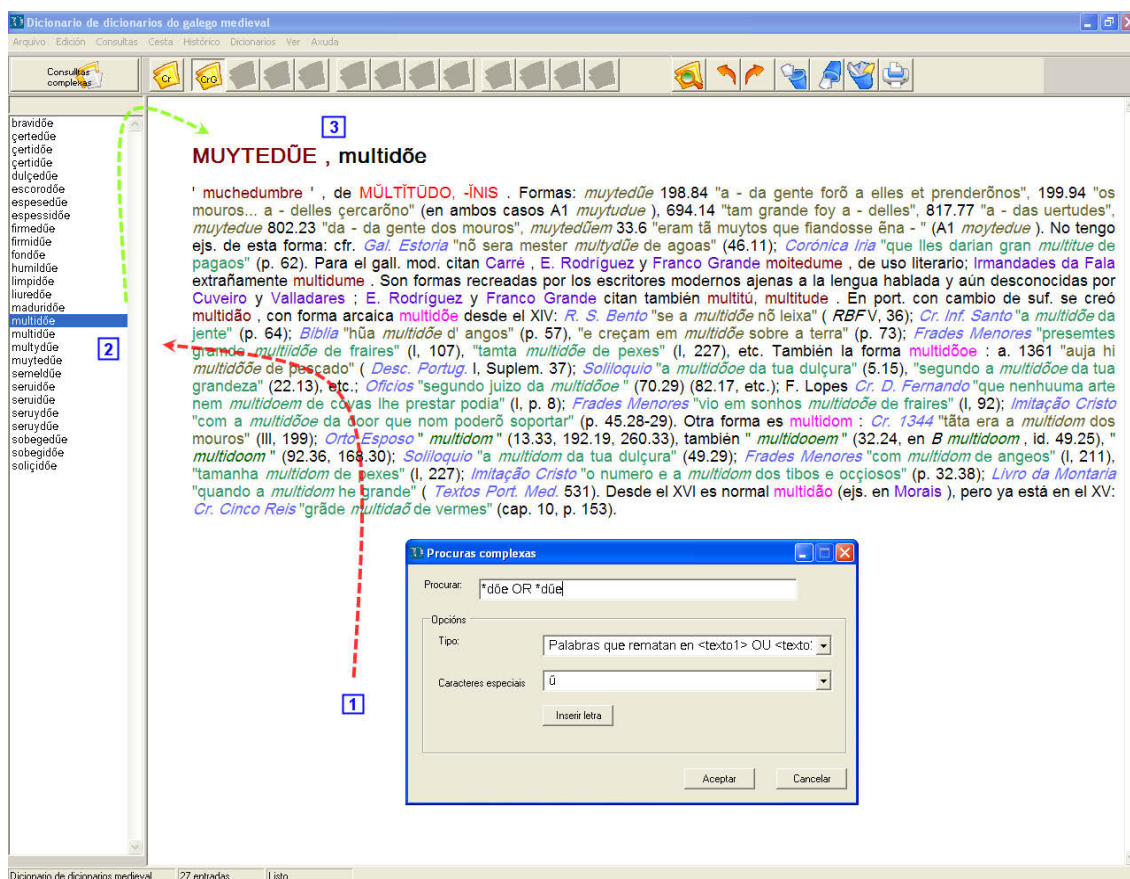 Dicionario de dicionarios do galego medieval
Arquivo Edición Consultas Cesta Histórico Dicionarios Ver Axuda
Consultas
complexas
Cr
CrG
bravidõe
çertedũe
çertidõe
çertidũe
dulçedũe
escorodõe
espesedũe
espessidõe
firmedũe
firmidũe
fondõe
humildũe
limpidõe
liuredõe
maduridõe
multidõe
multidõe
multydũe
muytedũe
semeldũe
seruidõe
seruidũe
seruydõe
seruydũe
sobegedũe
sobegidõe
soliçidõe
2
3
MUYTEDŨE , multidõe
' muchedumbre ' , de MŬLTĬTŪDO, -ĬNIS . Formas: muytedũe 198.84 "a - da gente forõ a elles et prenderõnos", 199.94 "os
mouros... a - delles çercarõno" (en ambos casos A1 muytudue ), 694.14 "tam grande foy a - delles", 817.77 "a - das uertudes",
muytedue 802.23 "da - da gente dos mouros", muytedũem 33.6 "eram tã muytos que fiandosse ẽna - " (A1 moytedue ). No tengo
ejs. de esta forma: cfr. Gal. Estoria "nõ sera mester multydũe de agoas" (46.11); Corónica Iria "que lles darian gran multitue de
pagaos" (p. 62). Para el gall. mod. citan Carré , E. Rodríguez y Franco Grande moitedume , de uso literario; Irmandades da Fala
extrañamente multidume . Son formas recreadas por los escritores modernos ajenas a la lengua hablada y aún desconocidas por
Cuveiro y Valladares ; E. Rodríguez y Franco Grande citan también multitú, multitude . En port. con cambio de suf. se creó
multidão , con forma arcaica multidõe desde el XIV: R. S. Bento "se a multidõe nõ leixa" ( RBF V, 36); Cr. Inf. Santo "a multidõe da
jente" (p. 64); Biblia "hũa multidõe d' angos" (p. 57), "e creçam em multidõe sobre a terra" (p. 73); Frades Menores "presemtes
gramde multiidõe de fraires" (I, 107), "tamta multidõe de pexes" (I, 227), etc. También la forma multidõoe : a. 1361 "auja hi
multidõõe de pescado" ( Desc. Portug. I, Suplem. 37); Soliloquio "a multidõe da tua dulçura" (5.15), "segundo a multidõe da tua
grandeza" (22.13), etc.; Oficios "segundo juizo da multidõe " (70.29) (82.17, etc.); F. Lopes Cr. D. Fernando "que nenhuuma arte
nem multidoem de covas lhe prestar podia" (I, p. 8); Frades Menores "vio em sonhos multidoõe de fraires" (I, 92); Imitação Cristo
"com a multidõe da door que nom poderõ soportar" (p. 45.28-29). Otra forma es multidom : Cr. 1344 "tãta era a multidom dos
mouros" (III, 199); Orto Esposo " multidom " (13.33, 192.19, 260.33), también " multidooem " (32.24, en B multidoom , id. 49.25), "
multidoom " (92.36, 168.30); Soliloquio "a multidom da tua dulçura" (49.29); Frades Menores "com multidom de angeos" (I, 211),
"tamanha multidom de pexes" (I, 227); Imitação Cristo "o numero e a multidom dos tibos e occiosos" (p. 32.38); Livro da Montaria
"quando a multidom he grande" ( Textos Port. Med. 531). Desde el XVI es normal multidão (ejs. en Morais ), pero ya está en el XV:
Cr. Cinco Reis "grãde multidaõ de vermes" (cap. 10, p. 153).
1
Procuras complexas
Procurar: *dõe OR *dũe
Opcións
Tipo: Palabras que rematan en <texto1> OU <texto
Caracteres especiais ũ
Inserir letra
Aceptar Cancelar
Dicionario de dicionarios medieval 27 entradas Listo